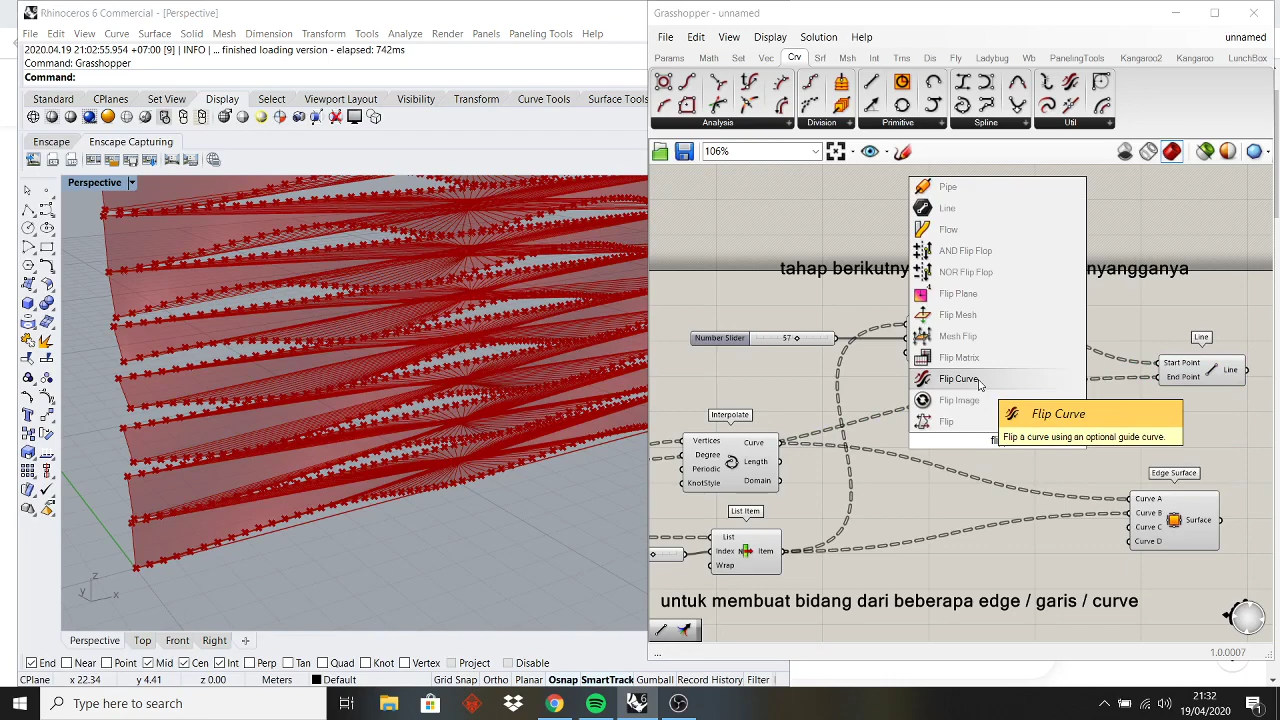 Rhinoceros 6 Commercial - [Perspective]
File Edit View Curve Surface Solid Mesh Dimension Transform Tools Analyze Render Panels Paneling Tools Help
2020.04.19 21:02:55.954 +07:00 [9] | INFO | ... finished loading version - elapsed: 742ms
Command: Grasshopper
Command:
Standard CPlanes Set View Display Select Viewport Layout Visibility Transform Curve Tools Surface Tools
Escape Escape Capturing
Perspective
z
y
x
Perspective Top Front Right
End Near Point Mid Cen Int Perp Tan Quad Knot Vertex Project Disable
CPlane x 22.34 y 4.41 z 0.00 Meters Default Grid Snap Ortho Planar Osnap SmartTrack Gumball Record History Filter
Grasshopper - unnamed
File Edit View Display Solution Help unnamed
Params Math Set Vec Crv Srf Msh Int Trns Dis Fly Ladybug Wb PanelingTools Kangaroo2 Kangaroo LunchBox
Analysis Division Primitive Spline Util
106%
Pipe
Line
Flow
AND Flip Flop
NOR Flip Flop
Flip Plane
Flip Mesh
Mesh Flip
Flip Matrix
Flip Curve
Flip Image
Flip
Flip Curve
Flip a curve using an optional guide curve.
tahap berikutny
nyangganya
Number Slider 57
Line
Start Point
End Point
Line
Interpolate
Vertices
Degree
Periodic
KnotStyle
Curve
Length
Domain
List Item
List
Index
Wrap
Item
Edge Surface
Curve A
Curve B
Curve C
Curve D
Surface
untuk membuat bidang dari beberapa edge / garis / curve
...
1.0.0007
Type here to search
21:32
19/04/2020